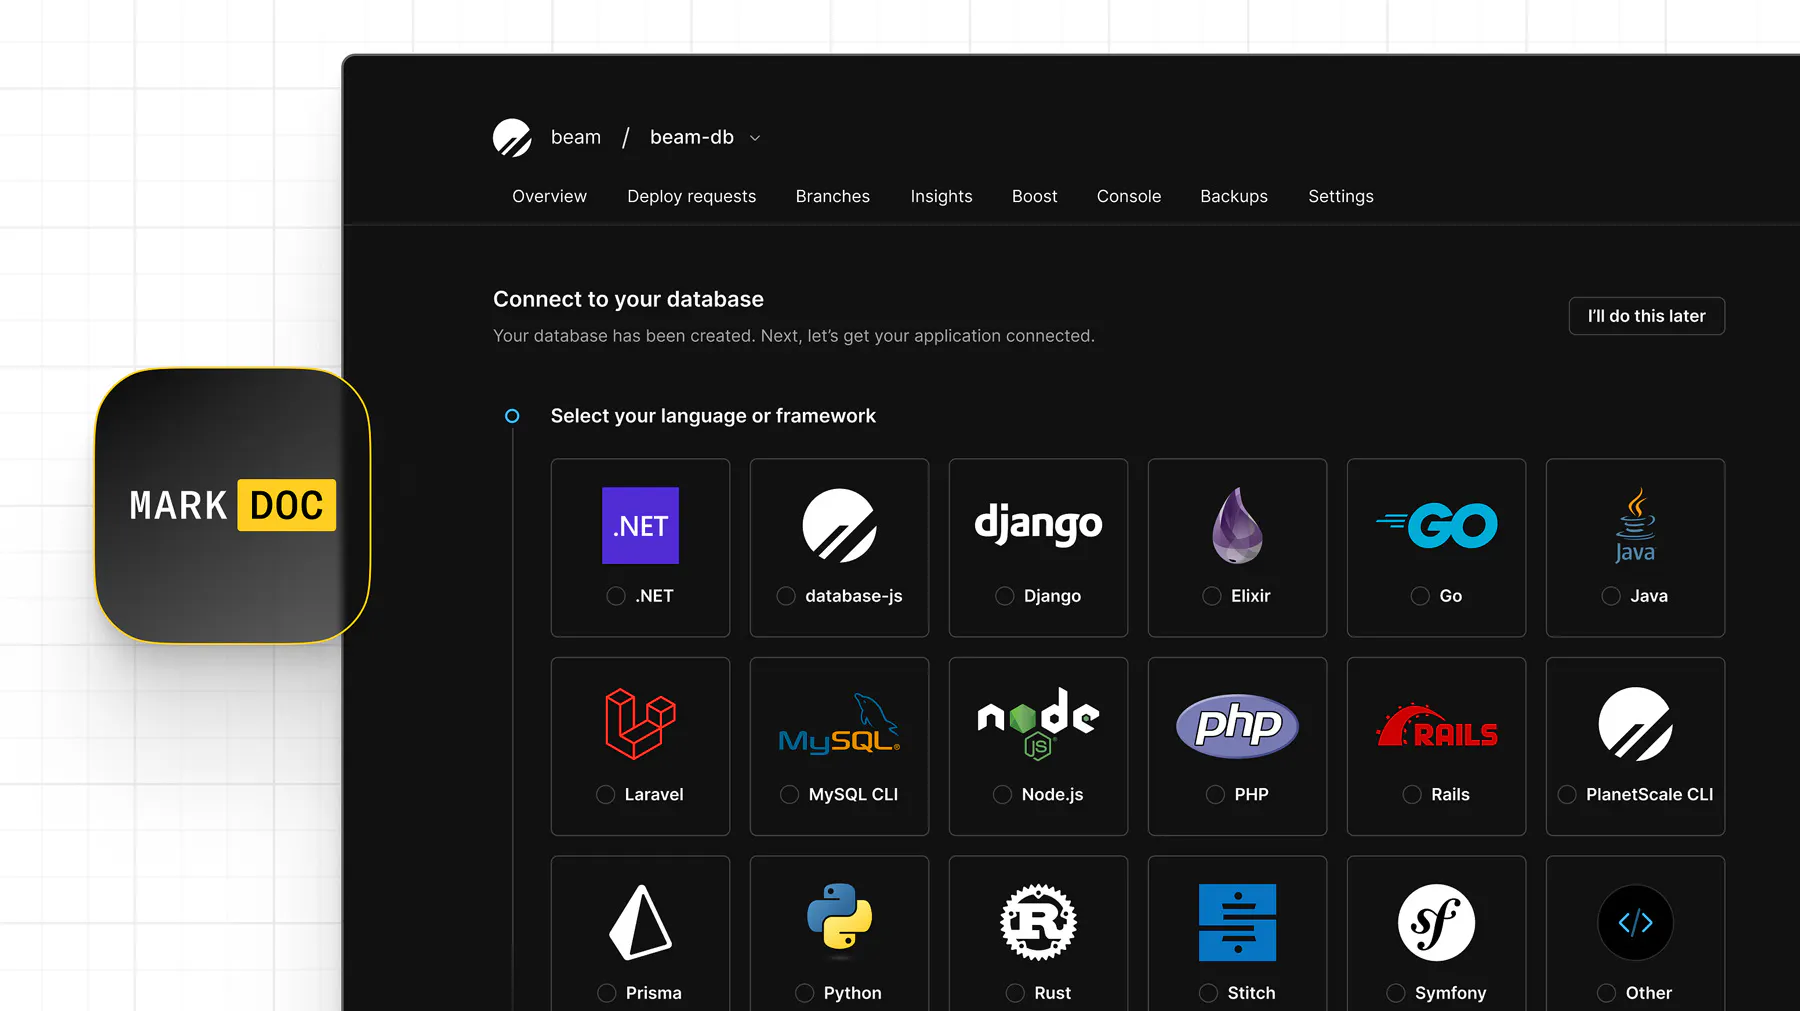 beam / beam-db
Overview Deploy requests Branches Insights Boost Console Backups Settings
Connect to your database
Your database has been created. Next, let’s get your application connected.
I’ll do this later
MARK DOC
Select your language or framework
.NET
.NET
database-js
django
Django
Elixir
GO
Go
Java
Java
Laravel
MySQL®
MySQL CLI
node
JS
Node.js
php
PHP
RAILS
Rails
PlanetScale CLI
Prisma
Python
R
Rust
Stitch
sf
Symfony
</>
Other